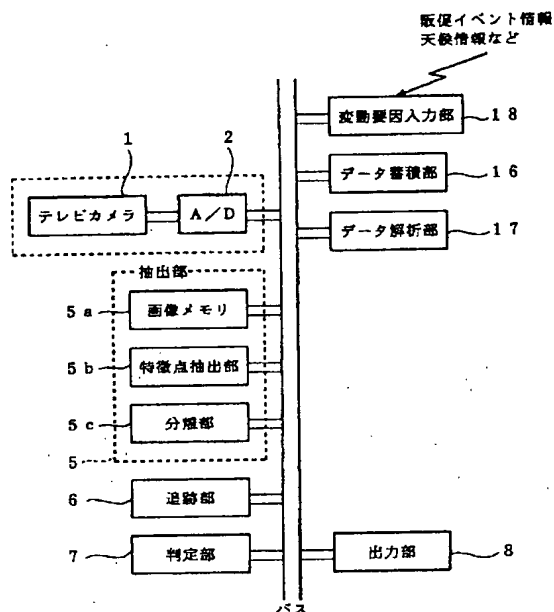 販促イベント情報
天候情報など
変動要因入力部
18
1
2
データ蓄積部
16
テレビカメラ
A/D
データ解析部
17
抽出部
5a
画像メモリ
5b
特徴点抽出部
5c
分類部
5
6
追跡部
7
判定部
出力部
8
バス